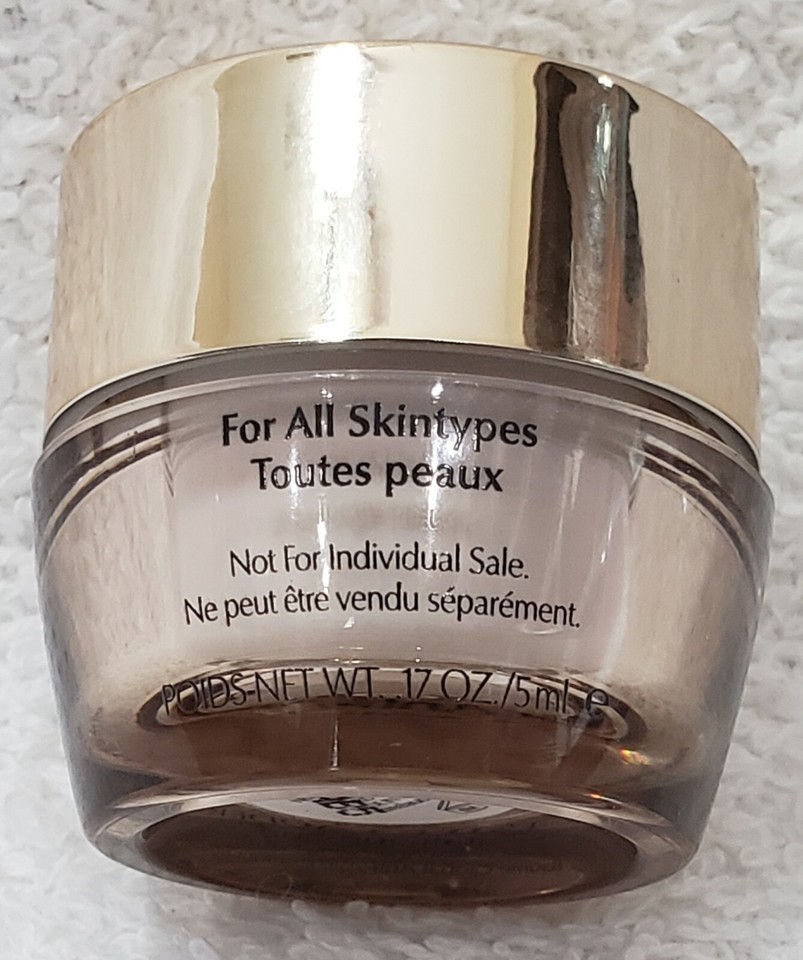 For All Skintypes
Toutes peaux
Not For Individual Sale.
Ne peut être vendu séparément.
POIDS-NET WT. .17 OZ./5ml e